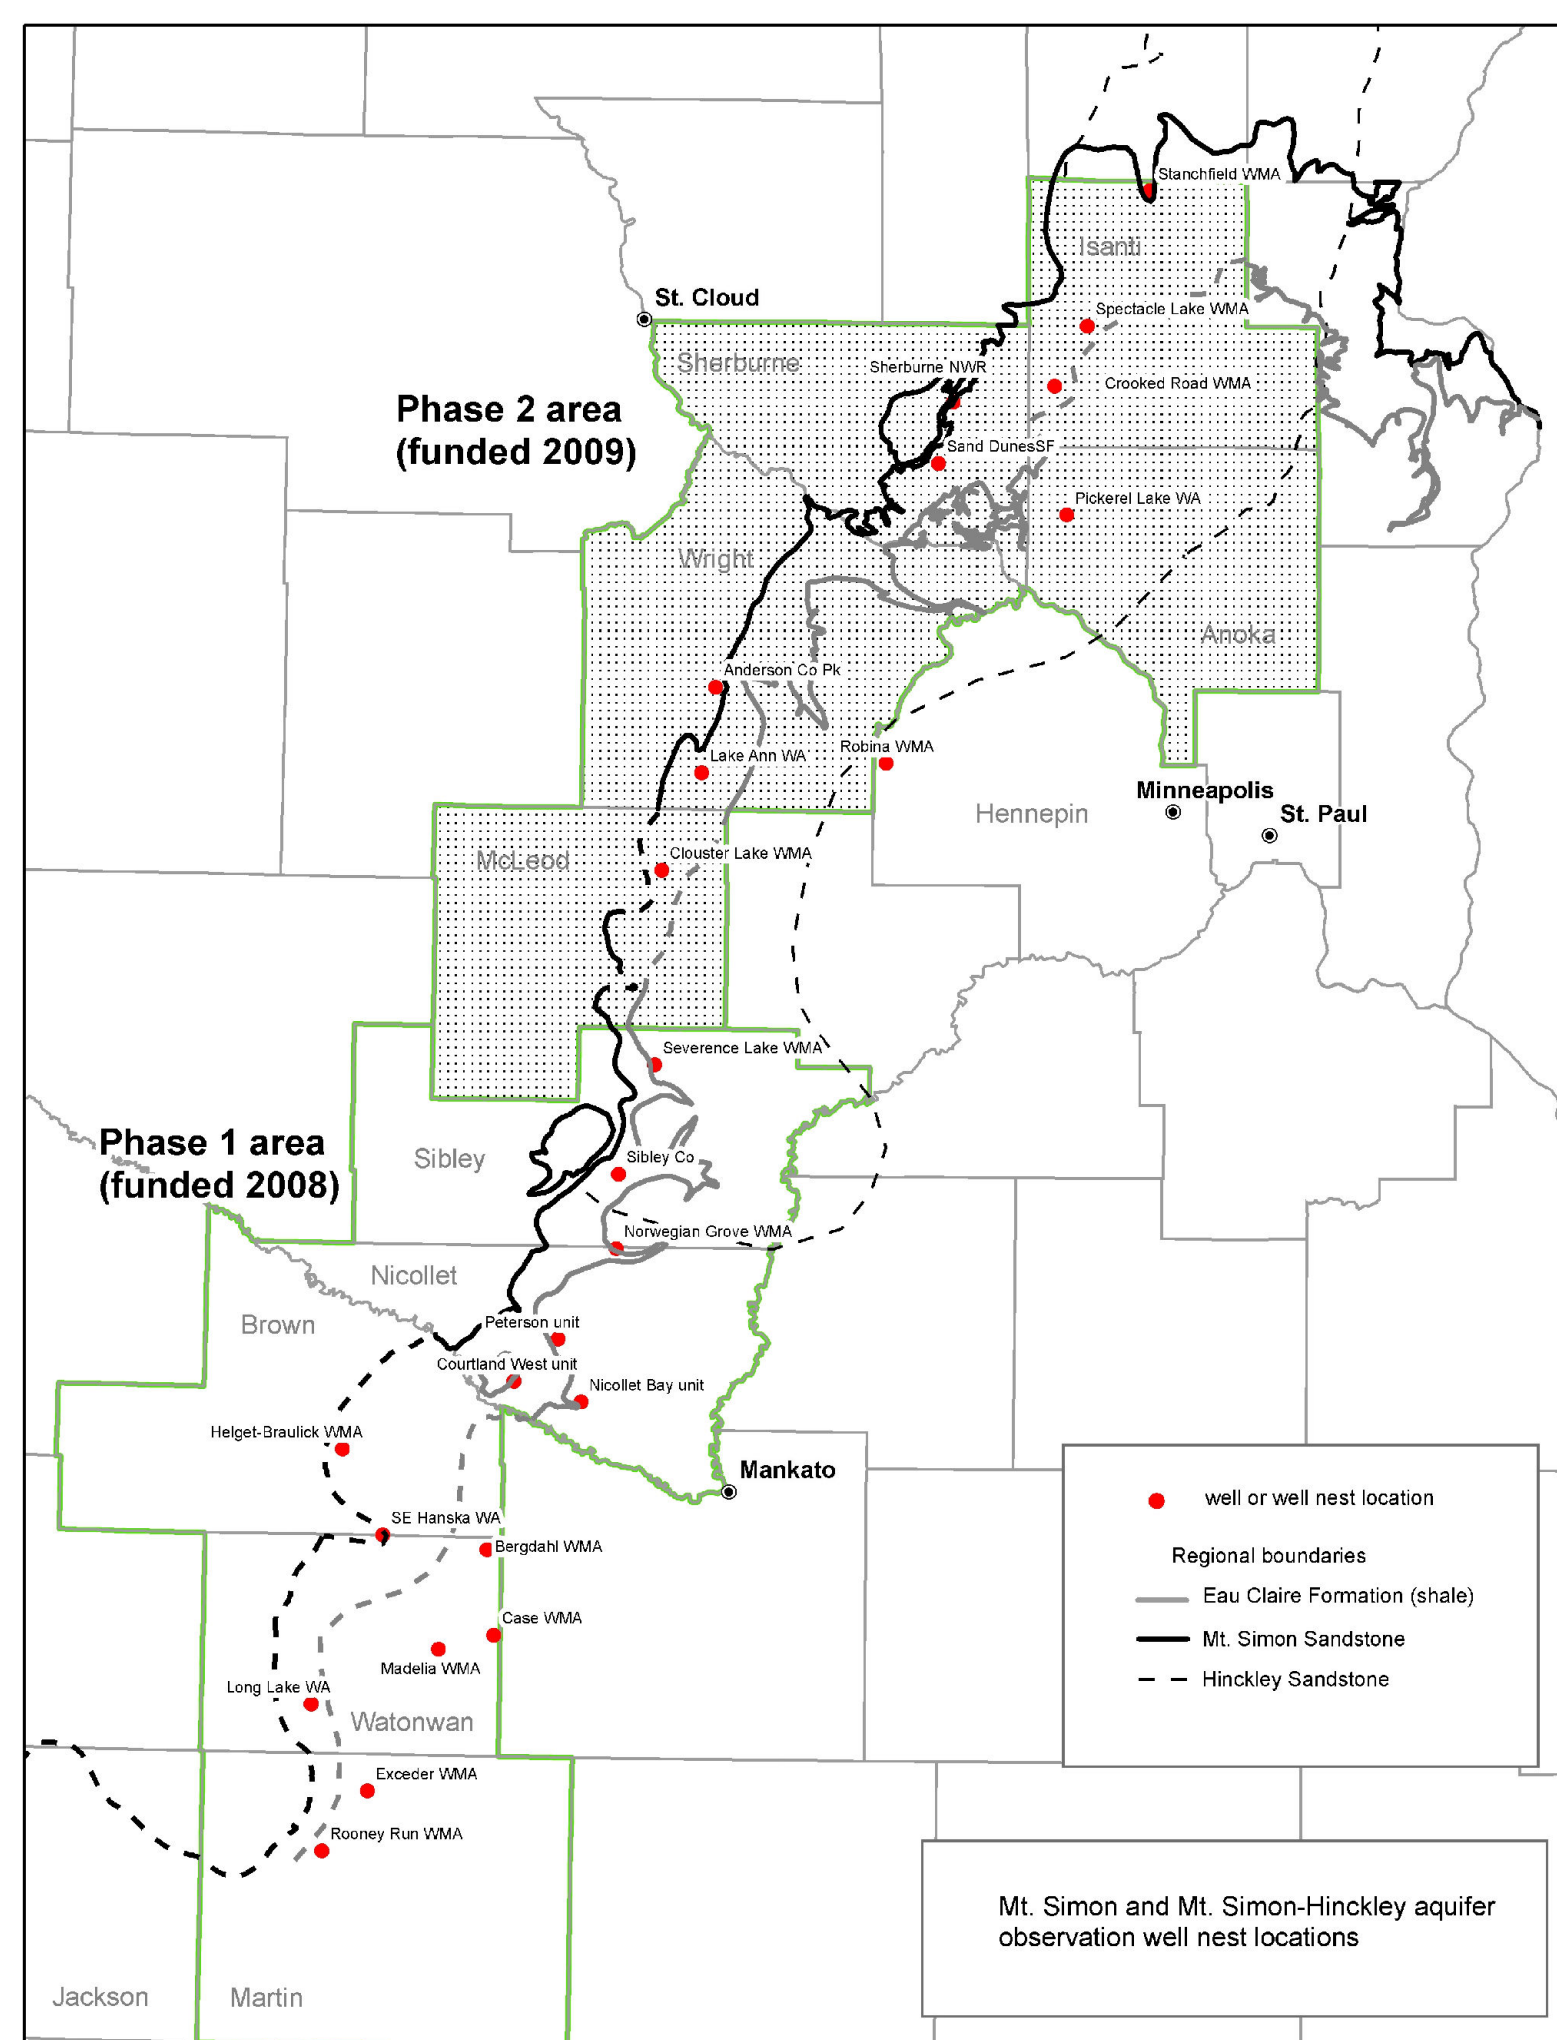 Stanchfield WMA
Isanti
St. Cloud
Spectacle Lake WMA
Sherburne
Sherburne NWR
Crooked Road WMA
Phase 2 area
(funded 2009)
Sand DunesSF
Pickerel Lake WA
Wright
Anoka
Anderson Co Pk
Robina WMA
Lake Ann WA
Minneapolis
Hennepin
St. Paul
McLeod
Clouster Lake WMA
Severence Lake WMA
Phase 1 area
(funded 2008)
Sibley
Sibley Co
Norwegian Grove WMA
Nicollet
Brown
Peterson unit
Courtland West unit
Nicollet Bay unit
Helget-Braulick WMA
Mankato
SE Hanska WA
Bergdahl WMA
Case WMA
Madelia WMA
Long Lake WA
Watonwan
Exceder WMA
Rooney Run WMA
Jackson
Martin
well or well nest location
Regional boundaries
Eau Claire Formation (shale)
Mt. Simon Sandstone
Hinckley Sandstone
Mt. Simon and Mt. Simon-Hinckley aquifer
observation well nest locations